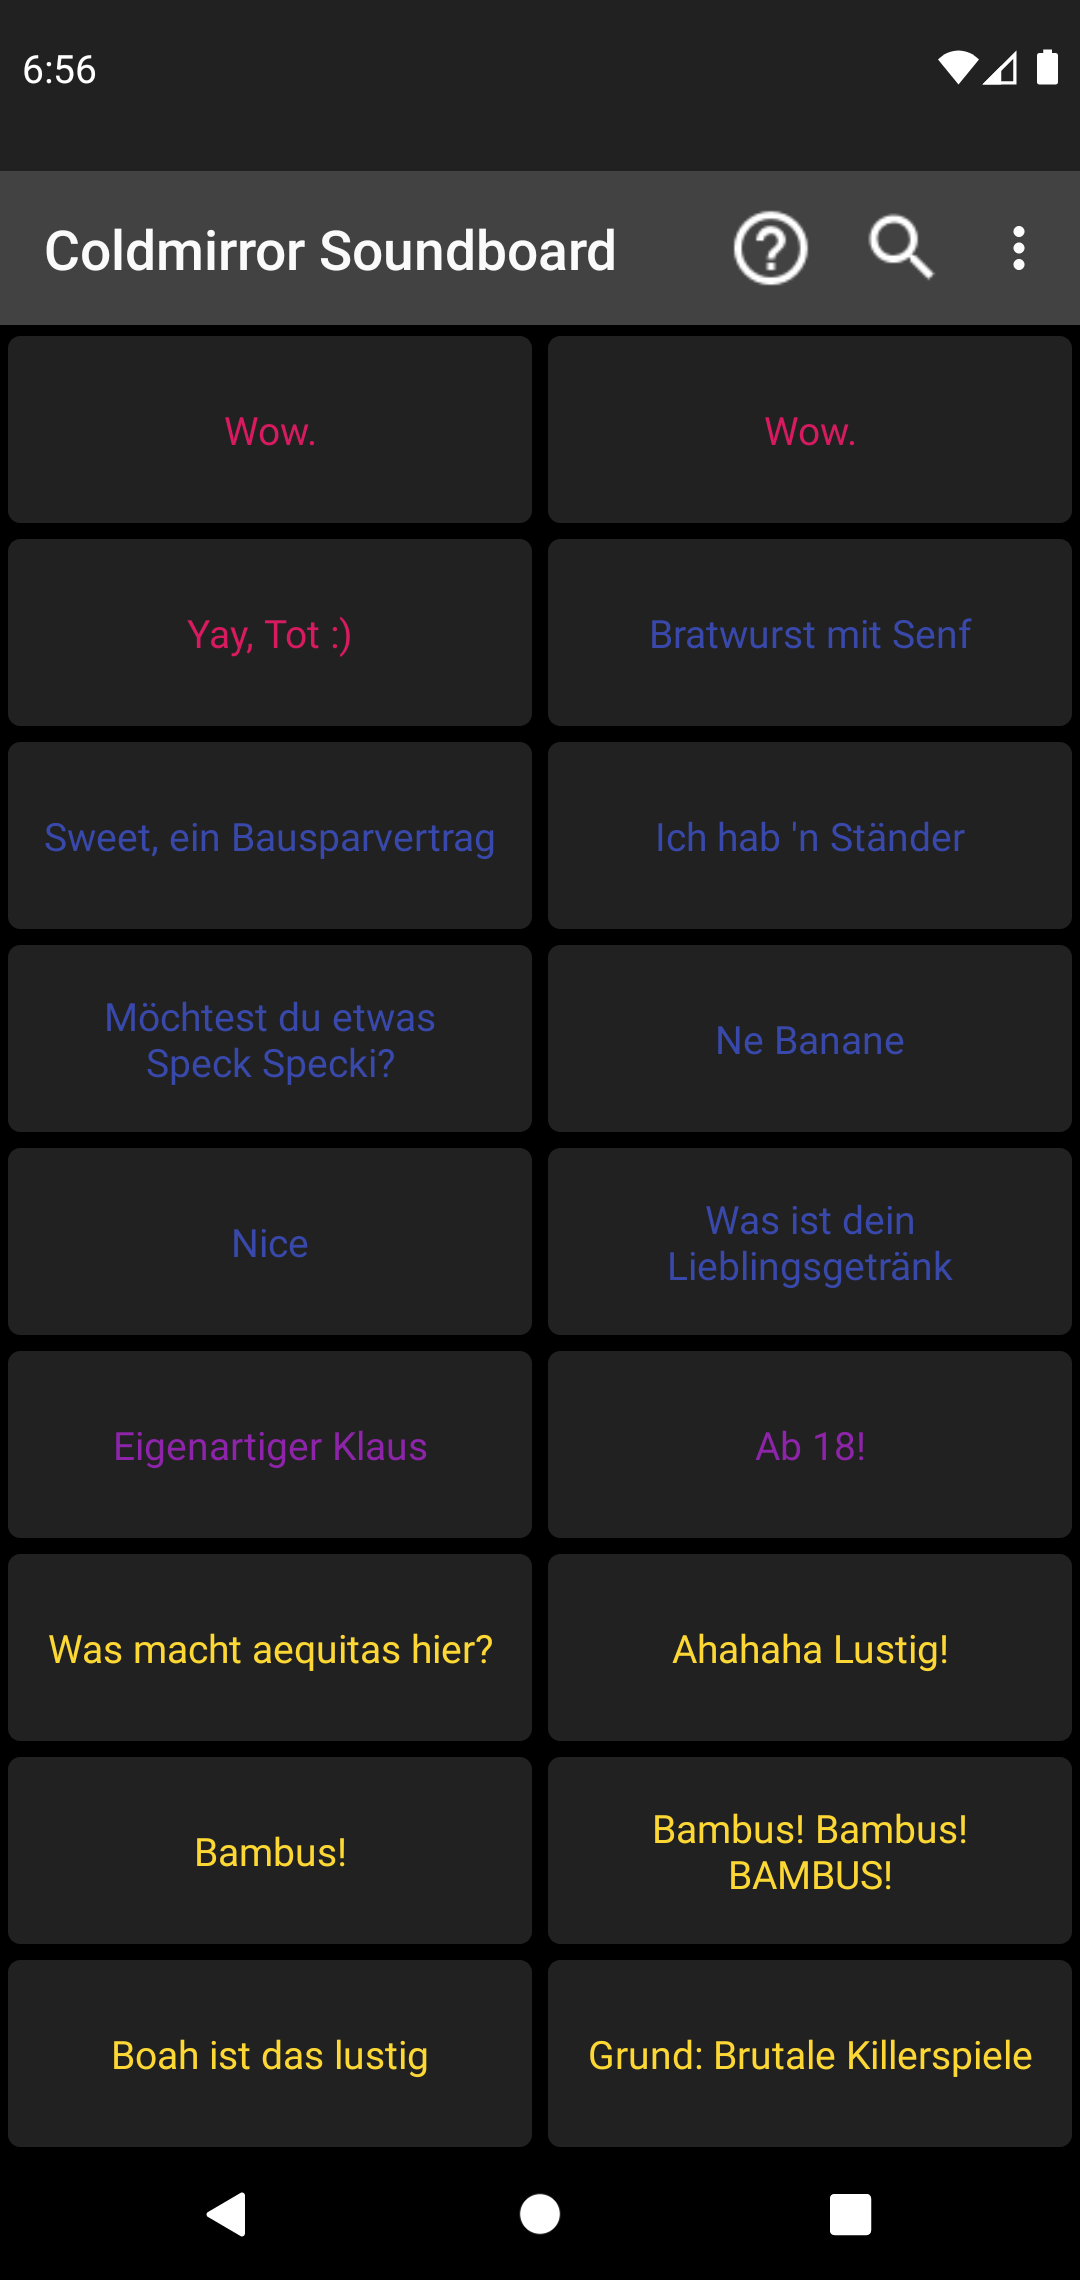 6:56
Coldmirror Soundboard
Wow.
Wow.
Yay, Tot :)
Bratwurst mit Senf
Sweet, ein Bausparvertrag
Ich hab 'n Ständer
Möchtest du etwas
Speck Specki?
Ne Banane
Nice
Was ist dein
Lieblingsgetränk
Eigenartiger Klaus
Ab 18!
Was macht aequitas hier?
Ahahaha Lustig!
Bambus!
Bambus! Bambus!
BAMBUS!
Boah ist das lustig
Grund: Brutale Killerspiele